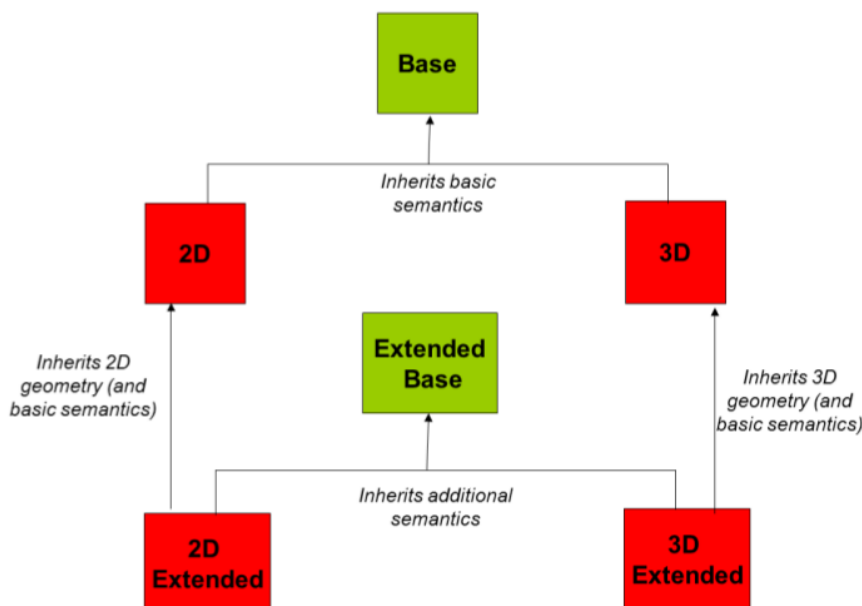 Base
Inherits basic
semantics
2D
3D
Extended
Base
Inherits 2D
geometry (and
basic semantics)
Inherits 3D
geometry (and
basic semantics)
Inherits additional
semantics
2D
Extended
3D
Extended